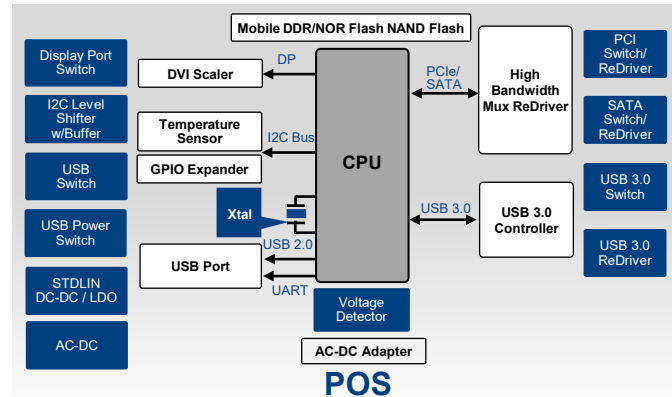 Mobile DDR/NOR Flash NAND Flash
Display Port
Switch
I2C Level
Shifter
w/Buffer
USB
Switch
USB Power
Switch
STDLIN
DC-DC / LDO
AC-DC
DVI Scaler
Temperature
Sensor
GPIO Expander
Xtal
USB Port
DP
I2C Bus
USB 2.0
UART
CPU
Voltage
Detector
AC-DC Adapter
POS
PCIe/
SATA
USB 3.0
High
Bandwidth
Mux ReDriver
USB 3.0
Controller
PCI
Switch/
ReDriver
SATA
Switch/
ReDriver
USB 3.0
Switch
USB 3.0
ReDriver